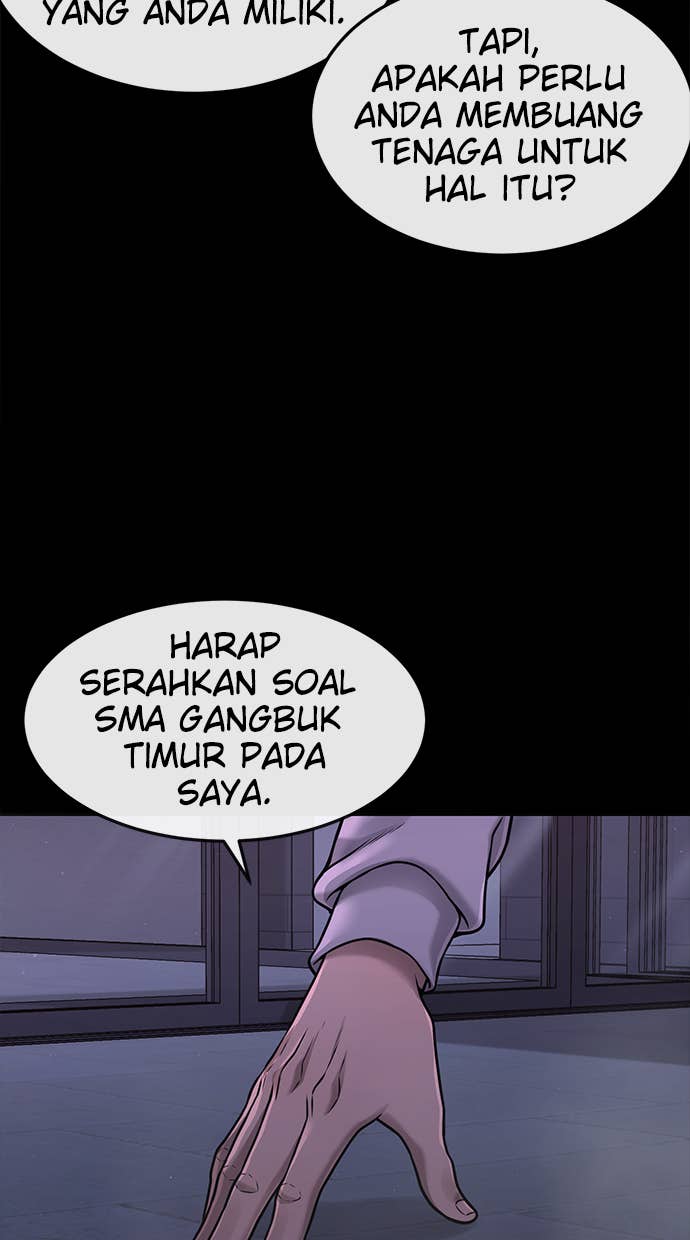 YANG ANDA MILIKI.
TAPI,
APAKAH PERLU
ANDA MEMBUANG
TENAGA UNTUK
HAL ITU?
HARAP
SERAHKAN SOAL
SMA GANGBUK
TIMUR PADA
SAYA.